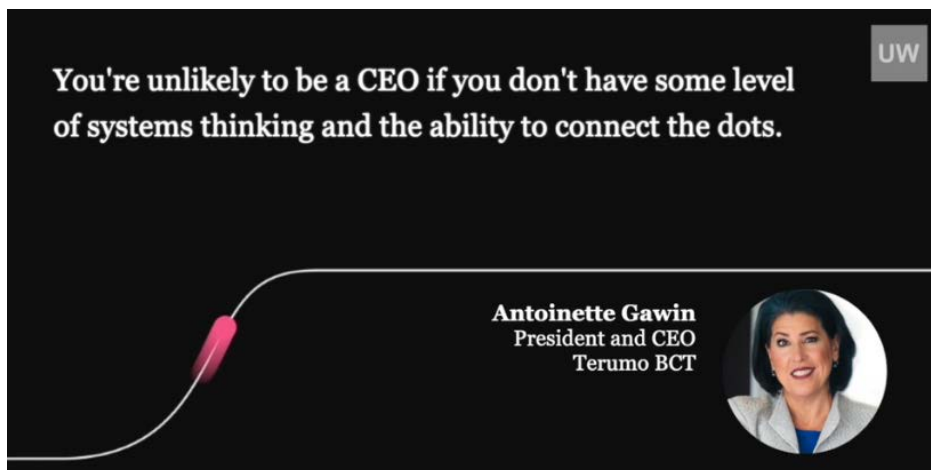 UW
You're unlikely to be a CEO if you don't have some level
of systems thinking and the ability to connect the dots.
Antoinette Gawin
President and CEO
Terumo BCT